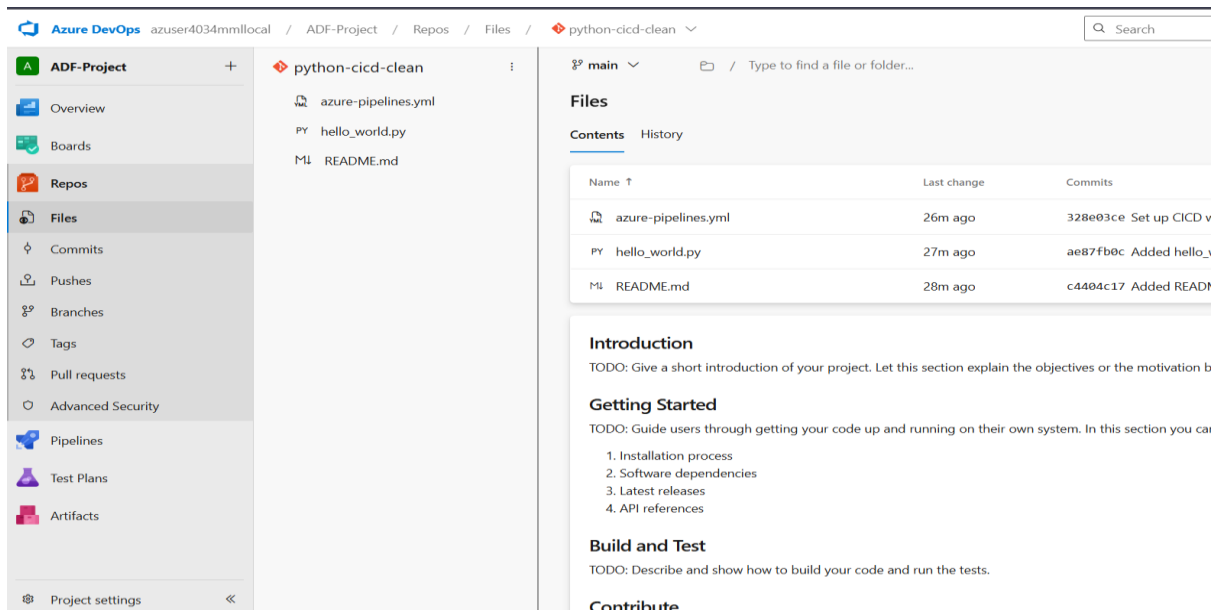 Azure DevOps azuser4034mmllocal / ADF-Project / Repos / Files / python-cicd-clean
Search
A ADF-Project +
Overview
Boards
Repos
Files
Commits
Pushes
Branches
Tags
Pull requests
Advanced Security
Pipelines
Test Plans
Artifacts
Project settings
python-cicd-clean
YML azure-pipelines.yml
PY hello_world.py
M↓ README.md
main / Type to find a file or folder...
Files
Contents History
Name ↑ Last change Commits
YML azure-pipelines.yml 26m ago 328e03ce Set up CICD
PY hello_world.py 27m ago ae87fb0c Added hello_
M↓ README.md 28m ago c4404c17 Added READ
Introduction
TODO: Give a short introduction of your project. Let this section explain the objectives or the motivation
Getting Started
TODO: Guide users through getting your code up and running on their own system. In this section you
1. Installation process
2. Software dependencies
3. Latest releases
4. API references
Build and Test
TODO: Describe and show how to build your code and run the tests.
Contribute